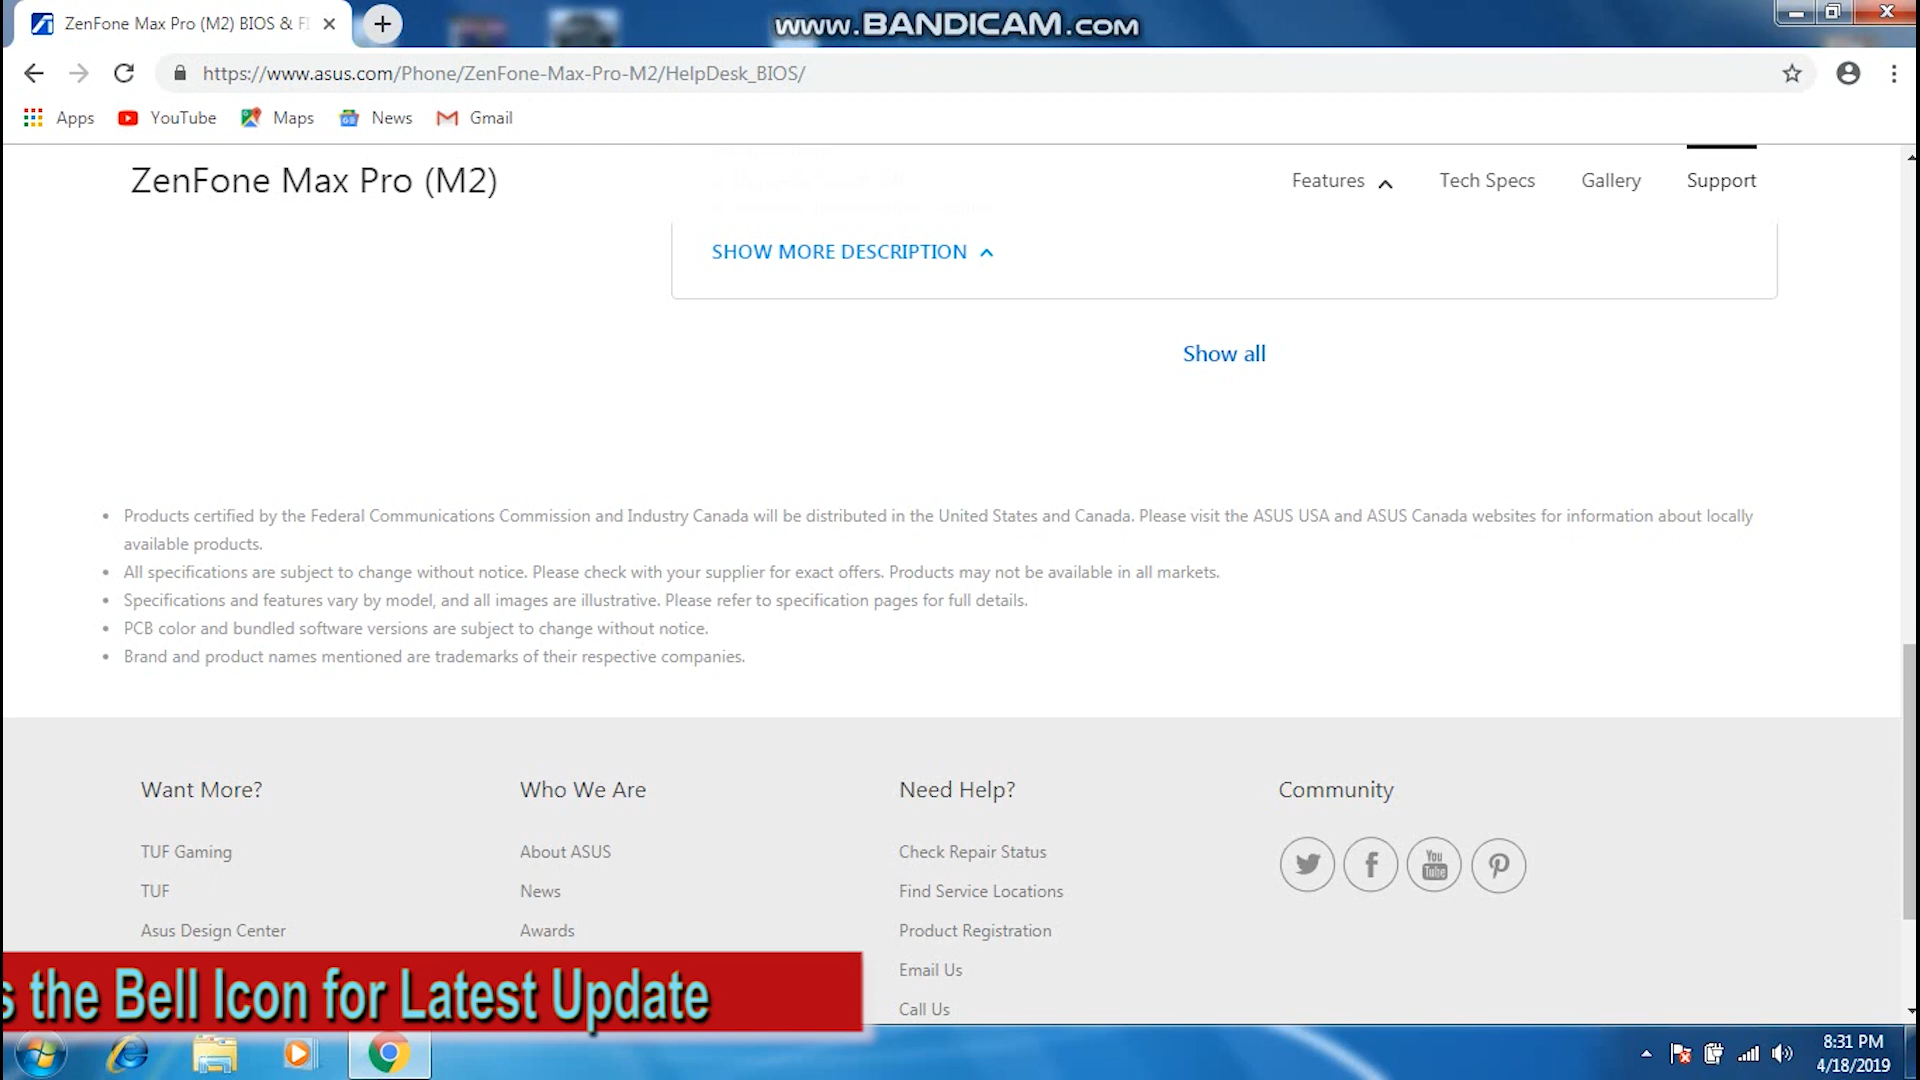 ZenFone Max Pro (M2) BIOS & FI
www.BANDICAM.com
https://www.asus.com/Phone/ZenFone-Max-Pro-M2/HelpDesk_BIOS/
Apps YouTube Maps News Gmail
ZenFone Max Pro (M2)
Features Tech Specs Gallery Support
SHOW MORE DESCRIPTION
Show all
Products certified by the Federal Communications Commission and Industry Canada will be distributed in the United States and Canada. Please visit the ASUS USA and ASUS Canada websites for information about locally
available products.
All specifications are subject to change without notice. Please check with your supplier for exact offers. Products may not be available in all markets.
Specifications and features vary by model, and all images are illustrative. Please refer to specification pages for full details.
PCB color and bundled software versions are subject to change without notice.
Brand and product names mentioned are trademarks of their respective companies.
Want More?
TUF Gaming
TUF
Asus Design Center
Who We Are
About ASUS
News
Awards
Need Help?
Check Repair Status
Find Service Locations
Product Registration
Email Us
Call Us
Community
You
Tube
s the Bell Icon for Latest Update
8:31 PM
4/18/2019